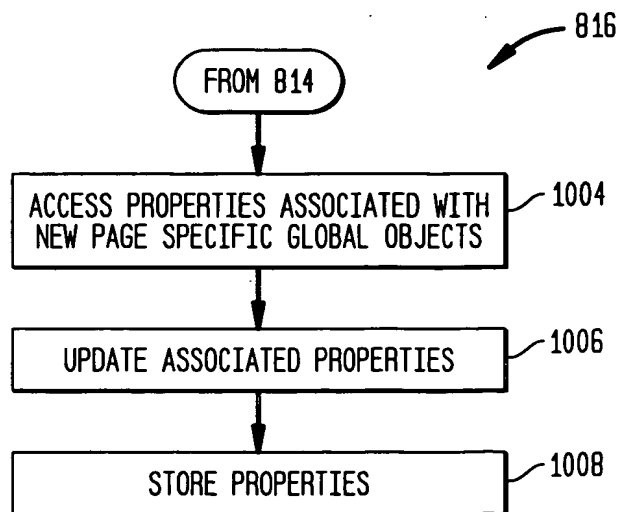 816
FROM 814
ACCESS PROPERTIES ASSOCIATED WITH
NEW PAGE SPECIFIC GLOBAL OBJECTS
1004
UPDATE ASSOCIATED PROPERTIES
1006
STORE PROPERTIES
1008